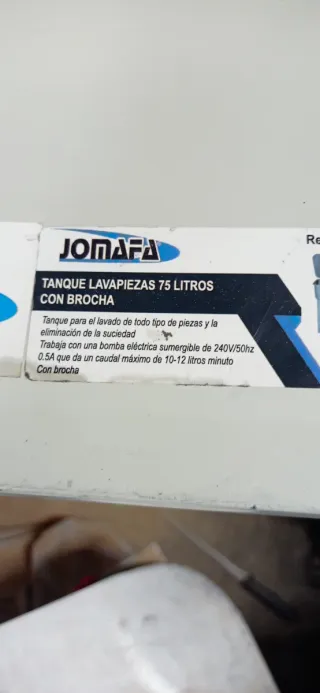 JOMAFA
Re
TANQUE LAVAPIEZAS 75 LITROS
CON BROCHA
Tanque para el lavado de todo tipo de piezas y la
eliminación de la suciedad
Trabaja con una bomba eléctrica sumergible de 240V/50hz
0.5A que da un caudal máximo de 10-12 litros minuto
Con brocha